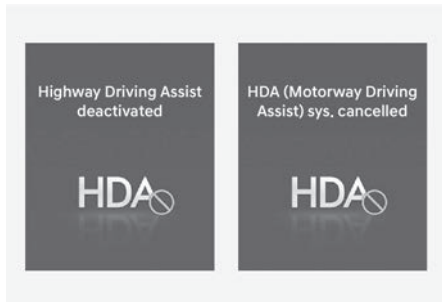 Highway Driving Assist
deactivated
HDA
HDA (Motorway Driving
Assist) sys. cancelled
HDA